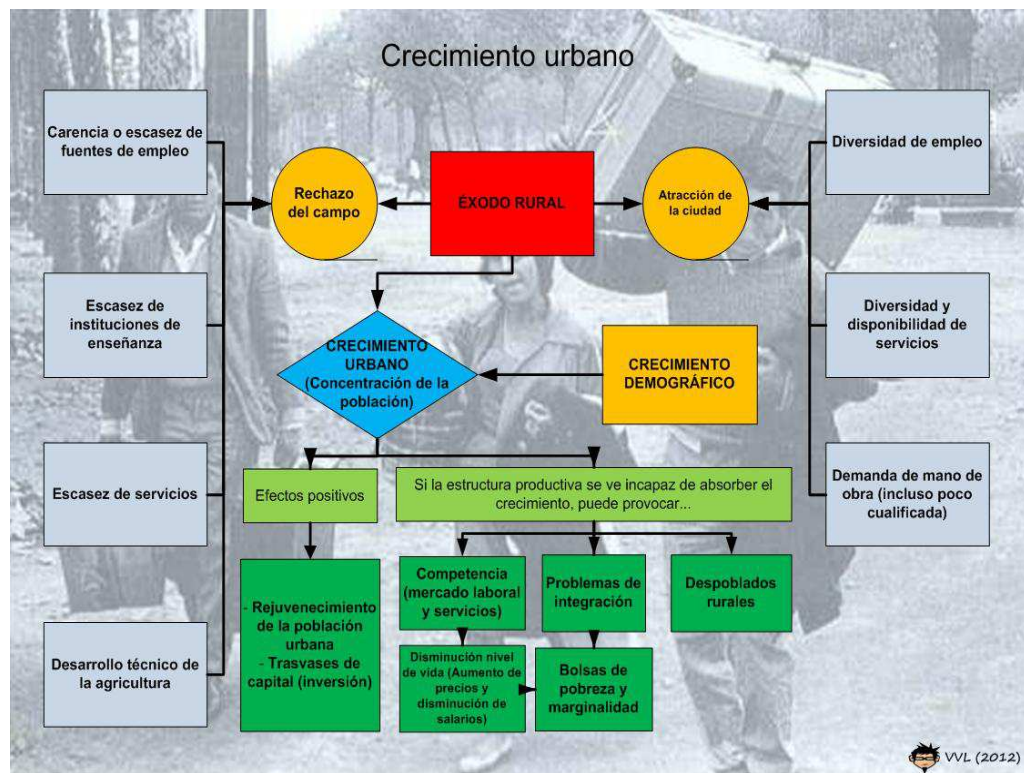 Crecimiento urbano
Carencia o escasez de
fuentes de empleo
Rechazo
del campo
ÉXODO RURAL
Atracción de
la ciudad
Diversidad de empleo
Escasez de
instituciones de
enseñanza
Diversidad y
disponibilidad de
servicios
CRECIMIENTO
URBANO
(Concentración de la
población)
CRECIMIENTO
DEMOGRÁFICO
Escasez de servicios
Efectos positivos
Si la estructura productiva se ve incapaz de absorber el
crecimiento, puede provocar...
Demanda de mano de
obra (incluso poco
cualificada)
- Rejuvenecimiento
de la población
urbana
- Trasvases de
capital (inversión)
Competencia
(mercado laboral
y servicios)
Problemas de
integración
Despoblados
rurales
Desarrollo técnico de
la agricultura
Disminución nivel
de vida (Aumento de
precios y
disminución de
salarios)
Bolsas de
pobreza y
marginalidad
VVL (2012)